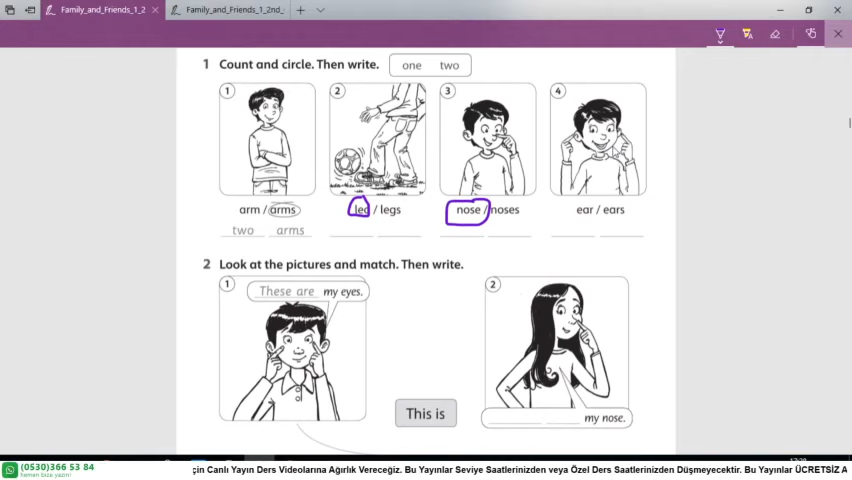 Family_and_Friends_1_2
Family_and_Friends_1_2nd_
1 Count and circle. Then write.
one two
1
2
3
4
arm / arms
leg / legs
nose / noses
ear / ears
two arms
2 Look at the pictures and match. Then write.
1
These are my eyes.
2
This is
my nose.
(0530)366 53 84
hemen bize yazın!
çin Canlı Yayın Ders Videolarına Ağırlık Vereceğiz. Bu Yayınlar Seviye Saatlerinizden veya Özel Ders Saatlerinizden Düşmeyecektir. Bu Yayınlar ÜCRETSİZ A